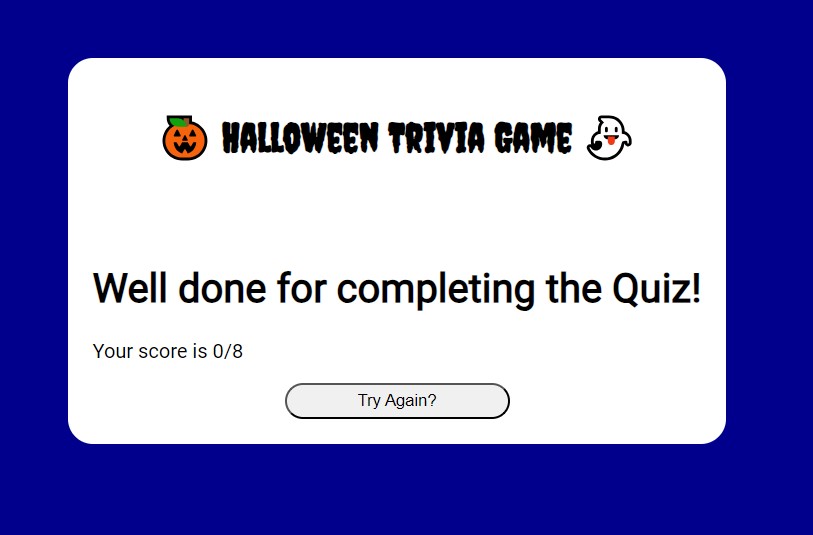 HALLOWEEN TRIVIA GAME
Well done for completing the Quiz!
Your score is 0/8
Try Again?